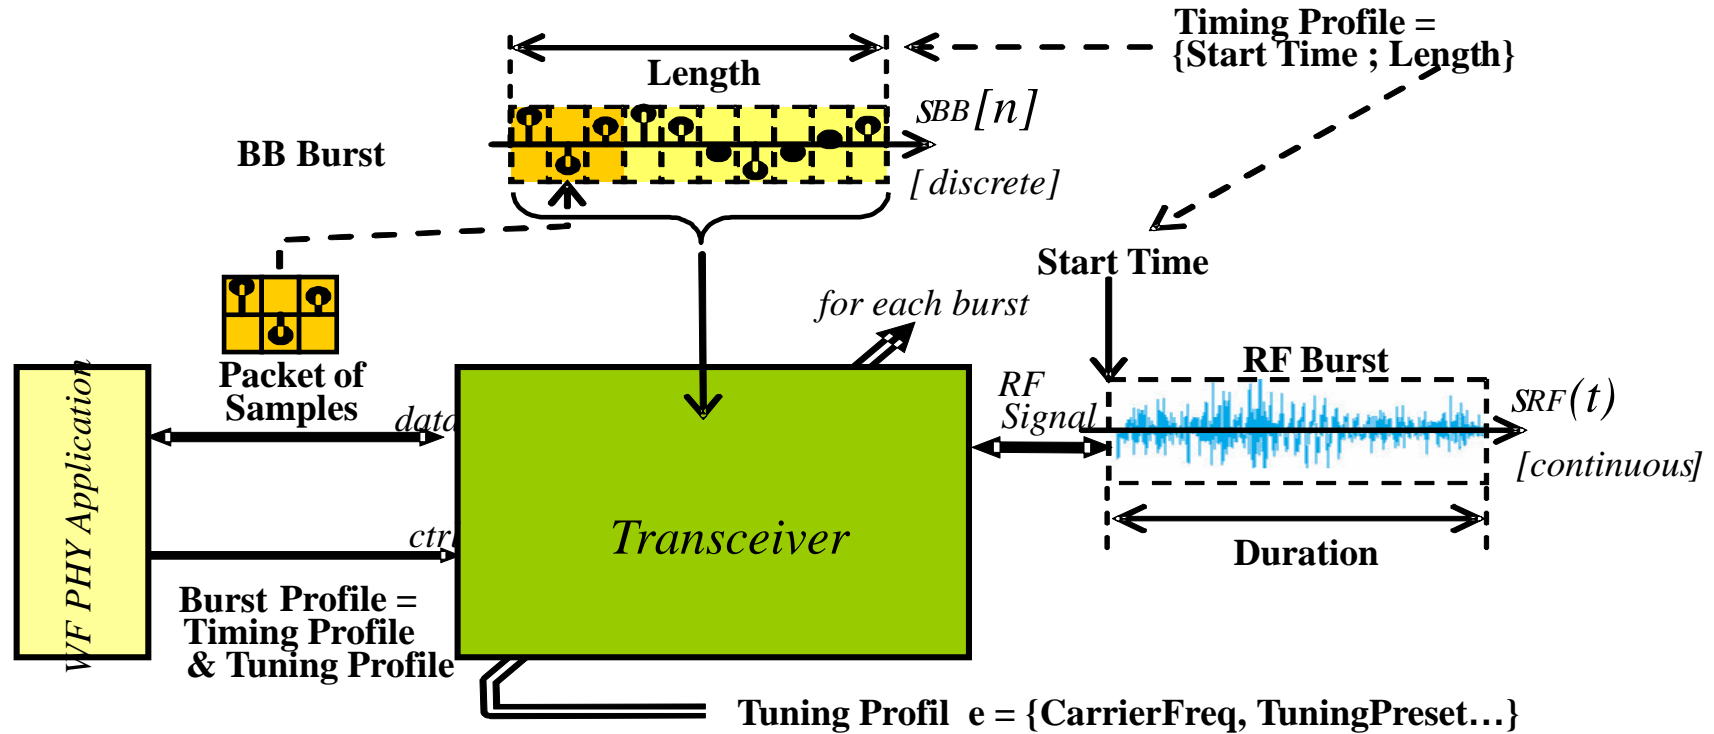 Timing Profile =
{Start Time ; Length}
Length
SBB[n]
BB Burst
[discrete]
Start Time
for each burst
RF Burst
Packet of
Samples
RF
Signal
SRF(t)
data
[continuous]
WF PHY Application
ctrl
Transceiver
Duration
Burst Profile =
Timing Profile
& Tuning Profile
Tuning Profil e = {CarrierFreq, TuningPreset...}